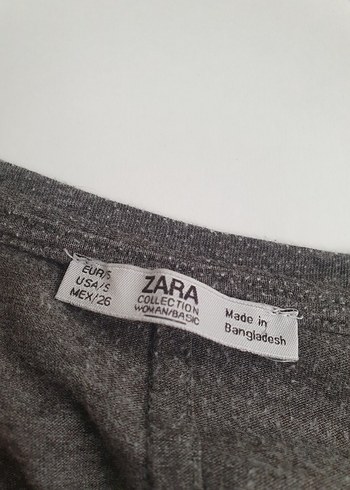 EUR/S
USA/S
MEX/26
ZARA
COLLECTION
WOMAN/BASIC
Made in
Bangladesh